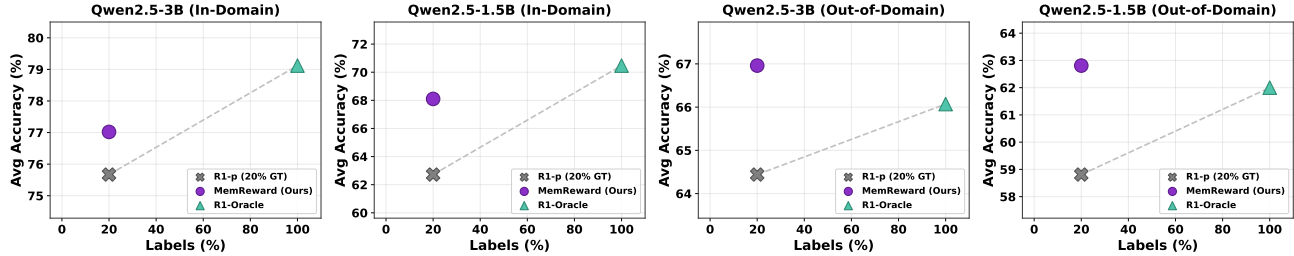 Qwen2.5-3B (In-Domain)
80
79
78
77
76
75
Avg Accuracy (%)
0 20 40 60 80 100
Labels (%)
R1-p (20% GT)
MemReward (Ours)
R1-Oracle
Qwen2.5-1.5B (In-Domain)
72
70
68
66
64
62
60
Avg Accuracy (%)
0 20 40 60 80 100
Labels (%)
R1-p (20% GT)
MemReward (Ours)
R1-Oracle
Qwen2.5-3B (Out-of-Domain)
67
66
65
64
Avg Accuracy (%)
0 20 40 60 80 100
Labels (%)
R1-p (20% GT)
MemReward (Ours)
R1-Oracle
Qwen2.5-1.5B (Out-of-Domain)
64
63
62
61
60
59
58
Avg Accuracy (%)
0 20 40 60 80 100
Labels (%)
R1-p (20% GT)
MemReward (Ours)
R1-Oracle